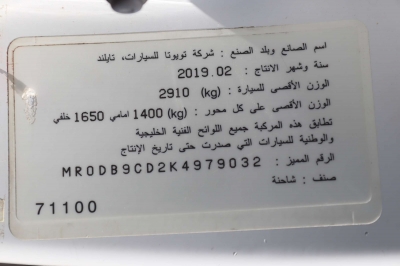 اسم الصانع وبلد الصنع : شركة تويوتا للسيارات، تايلند
سنة وشهر الانتاج : 2019.02
الوزن الأقصى للسيارة : 2910 (kg)
الوزن الأقصى على كل محور : 1400 (kg) امامي 1650 خلفي
تطابق هذه المركبة جميع اللوائح الفنية الخليجية
والوطنية للسيارات التي صدرت حتى تاريخ الإنتاج
الرقم المميز : MR0DB9CD2K4979032
صنف : شاحنة
71100